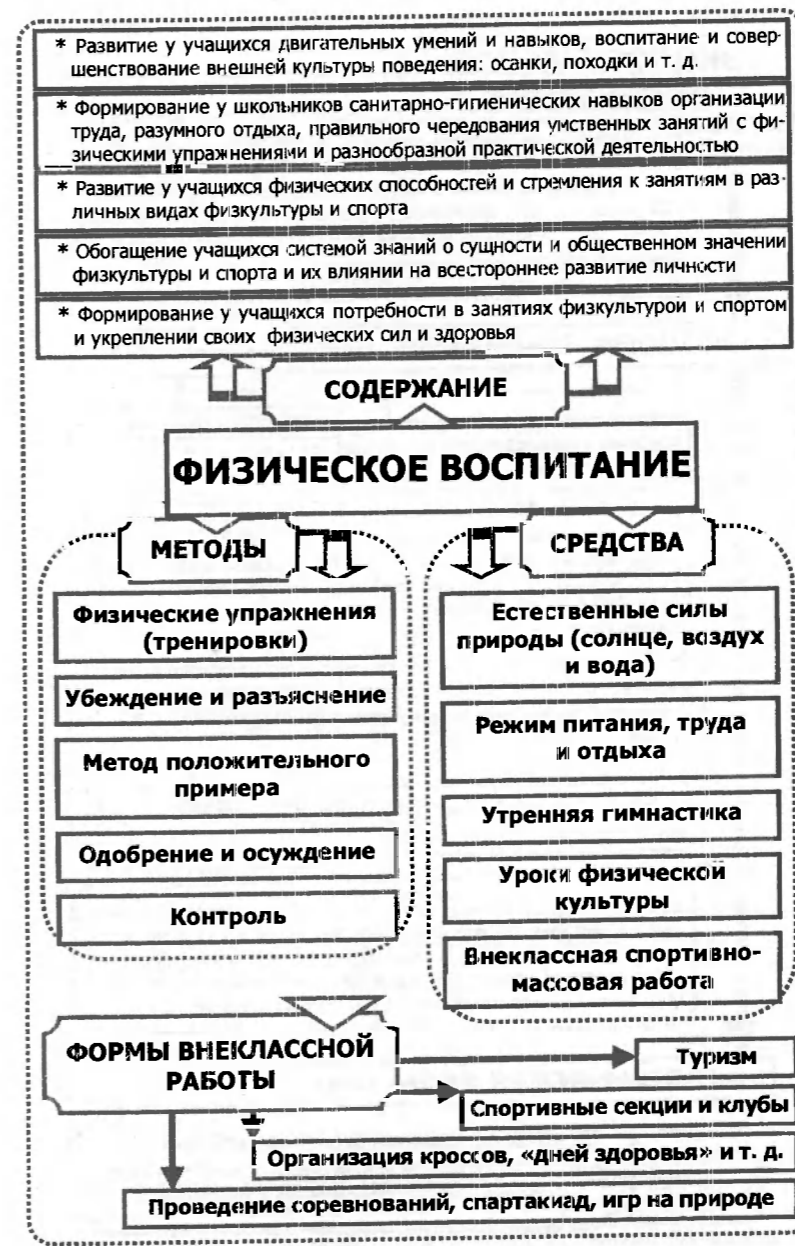 * Развитие у учащихся двигательных умений и навыков, воспитание и совер-
шенствование внешней культуры поведения: осанки, походки и т. д.
* Формирование у школьников санитарно-гигиенических навыков организации
труда, разумного отдыха, правильного чередования умственных занятий с фи-
зическими упражнениями и разнообразной практической деятельностью
* Развитие у учащихся физических способностей и стремления к занятиям в раз-
личных видах физкультуры и спорта
* Обогащение учащихся системой знаний о сущности и общественном значении
физкультуры и спорта и их влиянии на всестороннее развитие личности
* Формирование у учащихся потребности в занятиях физкультурой и спортом
и укреплении своих физических сил и здоровья
СОДЕРЖАНИЕ
ФИЗИЧЕСКОЕ ВОСПИТАНИЕ
МЕТОДЫ
Физические упражнения
(тренировки)
Убеждение и разъяснение
Метод положительного
примера
Одобрение и осуждение
Контроль
СРЕДСТВА
Естественные силы
природы (солнце, воздух
и вода)
Режим питания, труда
и отдыха
Утренняя гимнастика
Уроки физической
культуры
Внеклассная спортивно-
массовая работа
ФОРМЫ ВНЕКЛАССНОЙ
РАБОТЫ
Туризм
Спортивные секции и клубы
Организация кроссов, «дней здоровья» и т. д.
Проведение соревнований, спартакиад, игр на природе